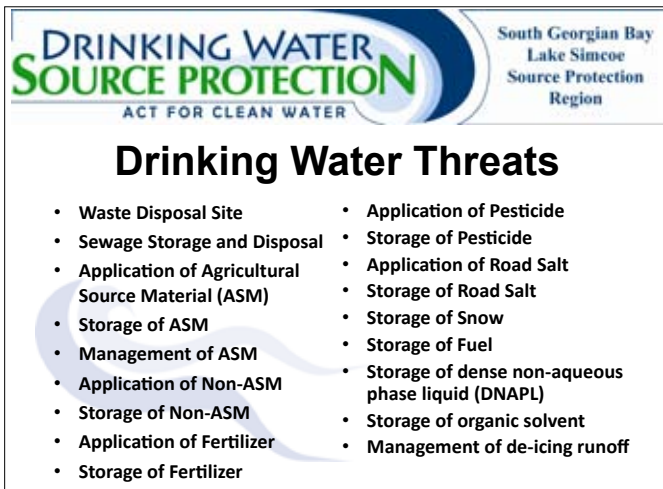 DRINKING WATER
SOURCE PROTECTION
ACT FOR CLEAN WATER
South Georgian Bay
Lake Simcoe
Source Protection
Region
Drinking Water Threats
• Waste Disposal Site
• Sewage Storage and Disposal
• Application of Agricultural
Source Material (ASM)
• Storage of ASM
• Management of ASM
• Application of Non-ASM
• Storage of Non-ASM
• Application of Fertilizer
• Storage of Fertilizer
• Application of Pesticide
• Storage of Pesticide
• Application of Road Salt
• Storage of Road Salt
• Storage of Snow
• Storage of Fuel
• Storage of dense non-aqueous
phase liquid (DNAPL)
• Storage of organic solvent
• Management of de-icing runoff